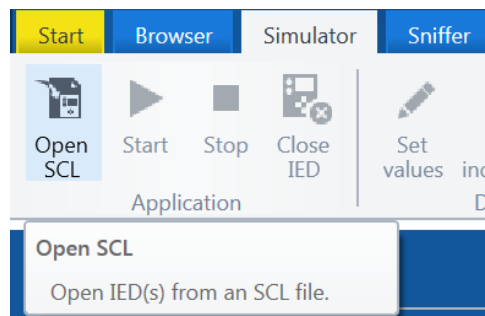 Start Browser Simulator Sniffer
Open SCL Start Stop Close IED Set values
Application
Open SCL
Open IED(s) from an SCL file.